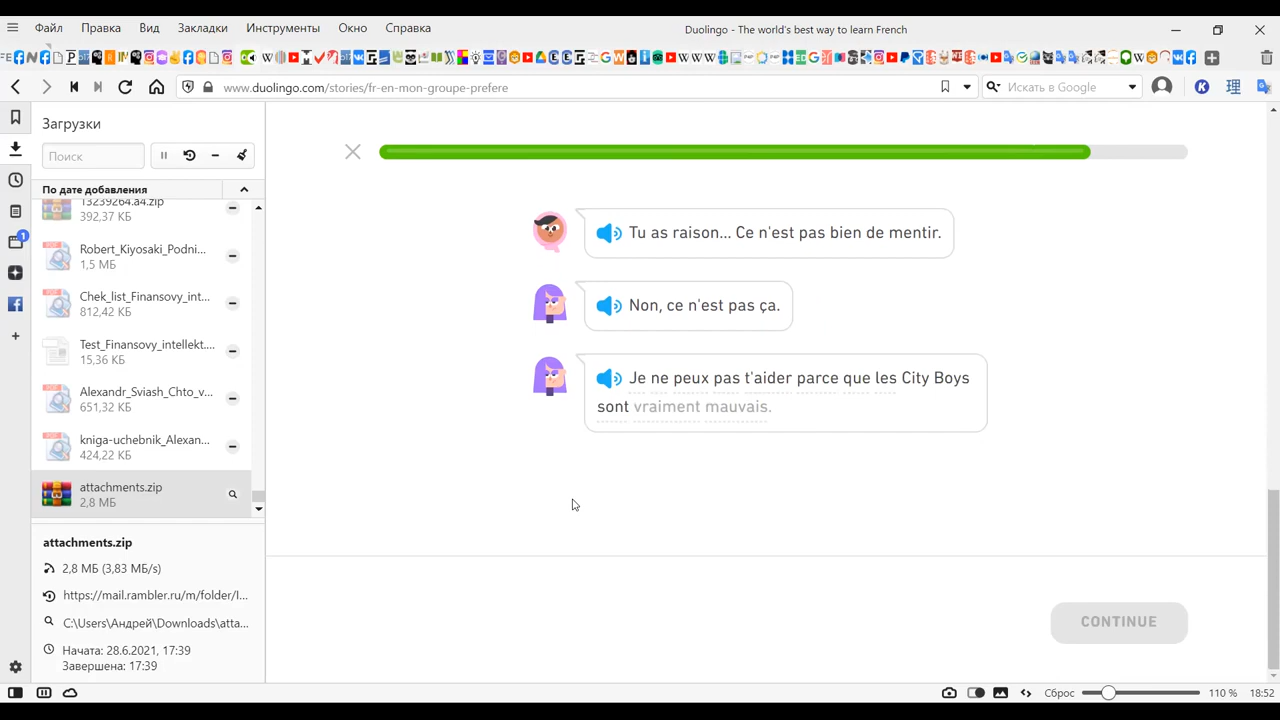 Файл Правка Вид Закладки Инструменты Окно Справка
Duolingo - The world's best way to learn French
www.duolingo.com/stories/fr-en-mon-groupe-prefere
Искать в Google
Загрузки
Поиск
По дате добавления
13239264.a4.zip
392,37 КБ
Robert_Kiyosaki_Podni...
1,5 МБ
Chek_list_Finansovy_int...
812,42 КБ
Test_Finansovy_intellekt....
15,36 КБ
Alexandr_Sviash_Chto_v...
651,32 КБ
kniga-uchebnik_Alexan...
424,22 КБ
attachments.zip
2,8 МБ
attachments.zip
2,8 МБ (3,83 МБ/s)
https://mail.rambler.ru/m/folder/I...
C:\Users\Андрей\Downloads\atta...
Начата: 28.6.2021, 17:39
Завершена: 17:39
1
Tu as raison... Ce n'est pas bien de mentir.
Non, ce n'est pas ça.
Je ne peux pas t'aider parce que les City Boys
sont vraiment mauvais.
CONTINUE
Сброс 110 % 18:52